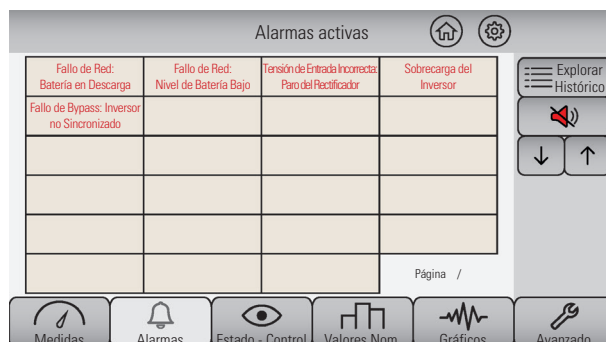 Alarmas activas
Fallo de Red:
Batería en Descarga
Fallo de Red:
Nivel de Batería Bajo
Tensión de Entrada Incorrecta:
Paro del Rectificador
Sobrecarga del
Inversor
Explorar
Histórico
Fallo de Bypass: Inversor
no Sincronizado
Página /
Medidas
Alarmas
Estado - Control
Valores Nom.
Gráficos
Avanzado